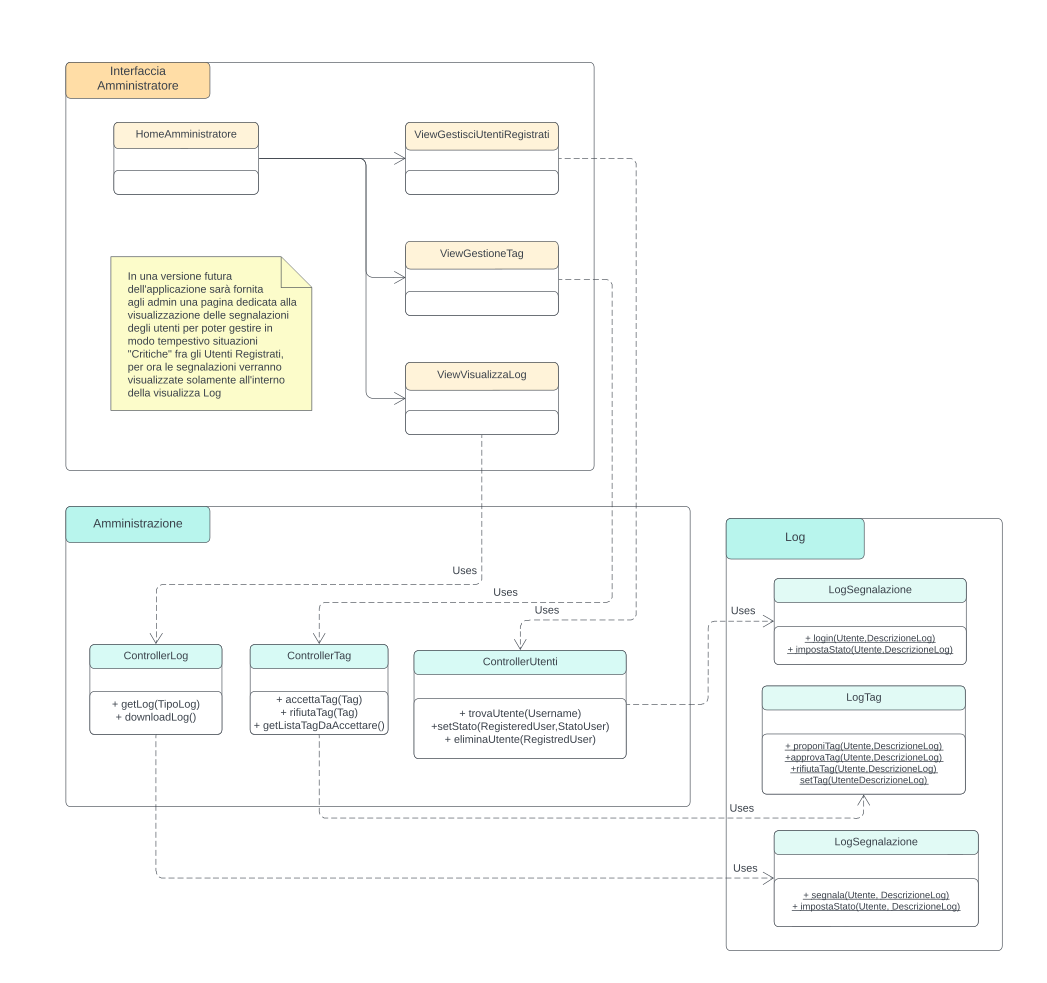 Interfaccia
Amministratore
HomeAmministratore
ViewGestisciUtentiRegistrati
ViewGestioneTag
In una versione futura
dell'applicazione sarà fornita
agli admin una pagina dedicata alla
visualizzazione delle segnalazioni
degli utenti per poter gestire in
modo tempestivo situazioni
"Critiche" fra gli Utenti Registrati,
per ora le segnalazioni verranno
visualizzate solamente all'interno
della visualizza Log
ViewVisualizzaLog
Amministrazione
Log
Uses
Uses
Uses
Uses
ControllerLog
+ getLog(TipoLog)
+ downloadLog()
ControllerTag
+ accettaTag(Tag)
+ rifiutaTag(Tag)
+ getListaTagDaAccettare()
ControllerUtenti
+ trovaUtente(Username)
+setStato(RegisteredUser,StatoUser)
+ eliminaUtente(RegistredUser)
LogSegnalazione
+ login(Utente,DescrizioneLog)
+ impostaStato(Utente,DescrizioneLog)
LogTag
+ proponiTag(Utente,DescrizioneLog)
+approvaTag(Utente,DescrizioneLog)
+rifiutaTag(Utente,DescrizioneLog)
setTag(UtenteDescrizioneLog)
Uses
LogSegnalazione
Uses
+ segnala(Utente, DescrizioneLog)
+ impostaStato(Utente, DescrizioneLog)